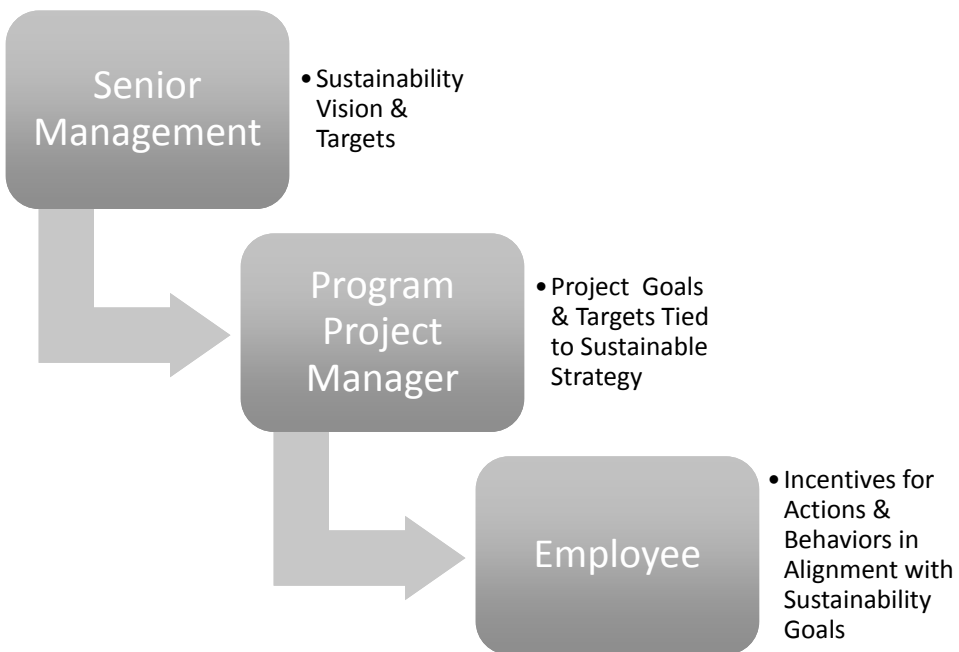 Senior
Management
• Sustainability
Vision &
Targets
Program
Project
Manager
• Project Goals
& Targets Tied
to Sustainable
Strategy
Employee
• Incentives for
Actions &
Behaviors in
Alignment with
Sustainability
Goals